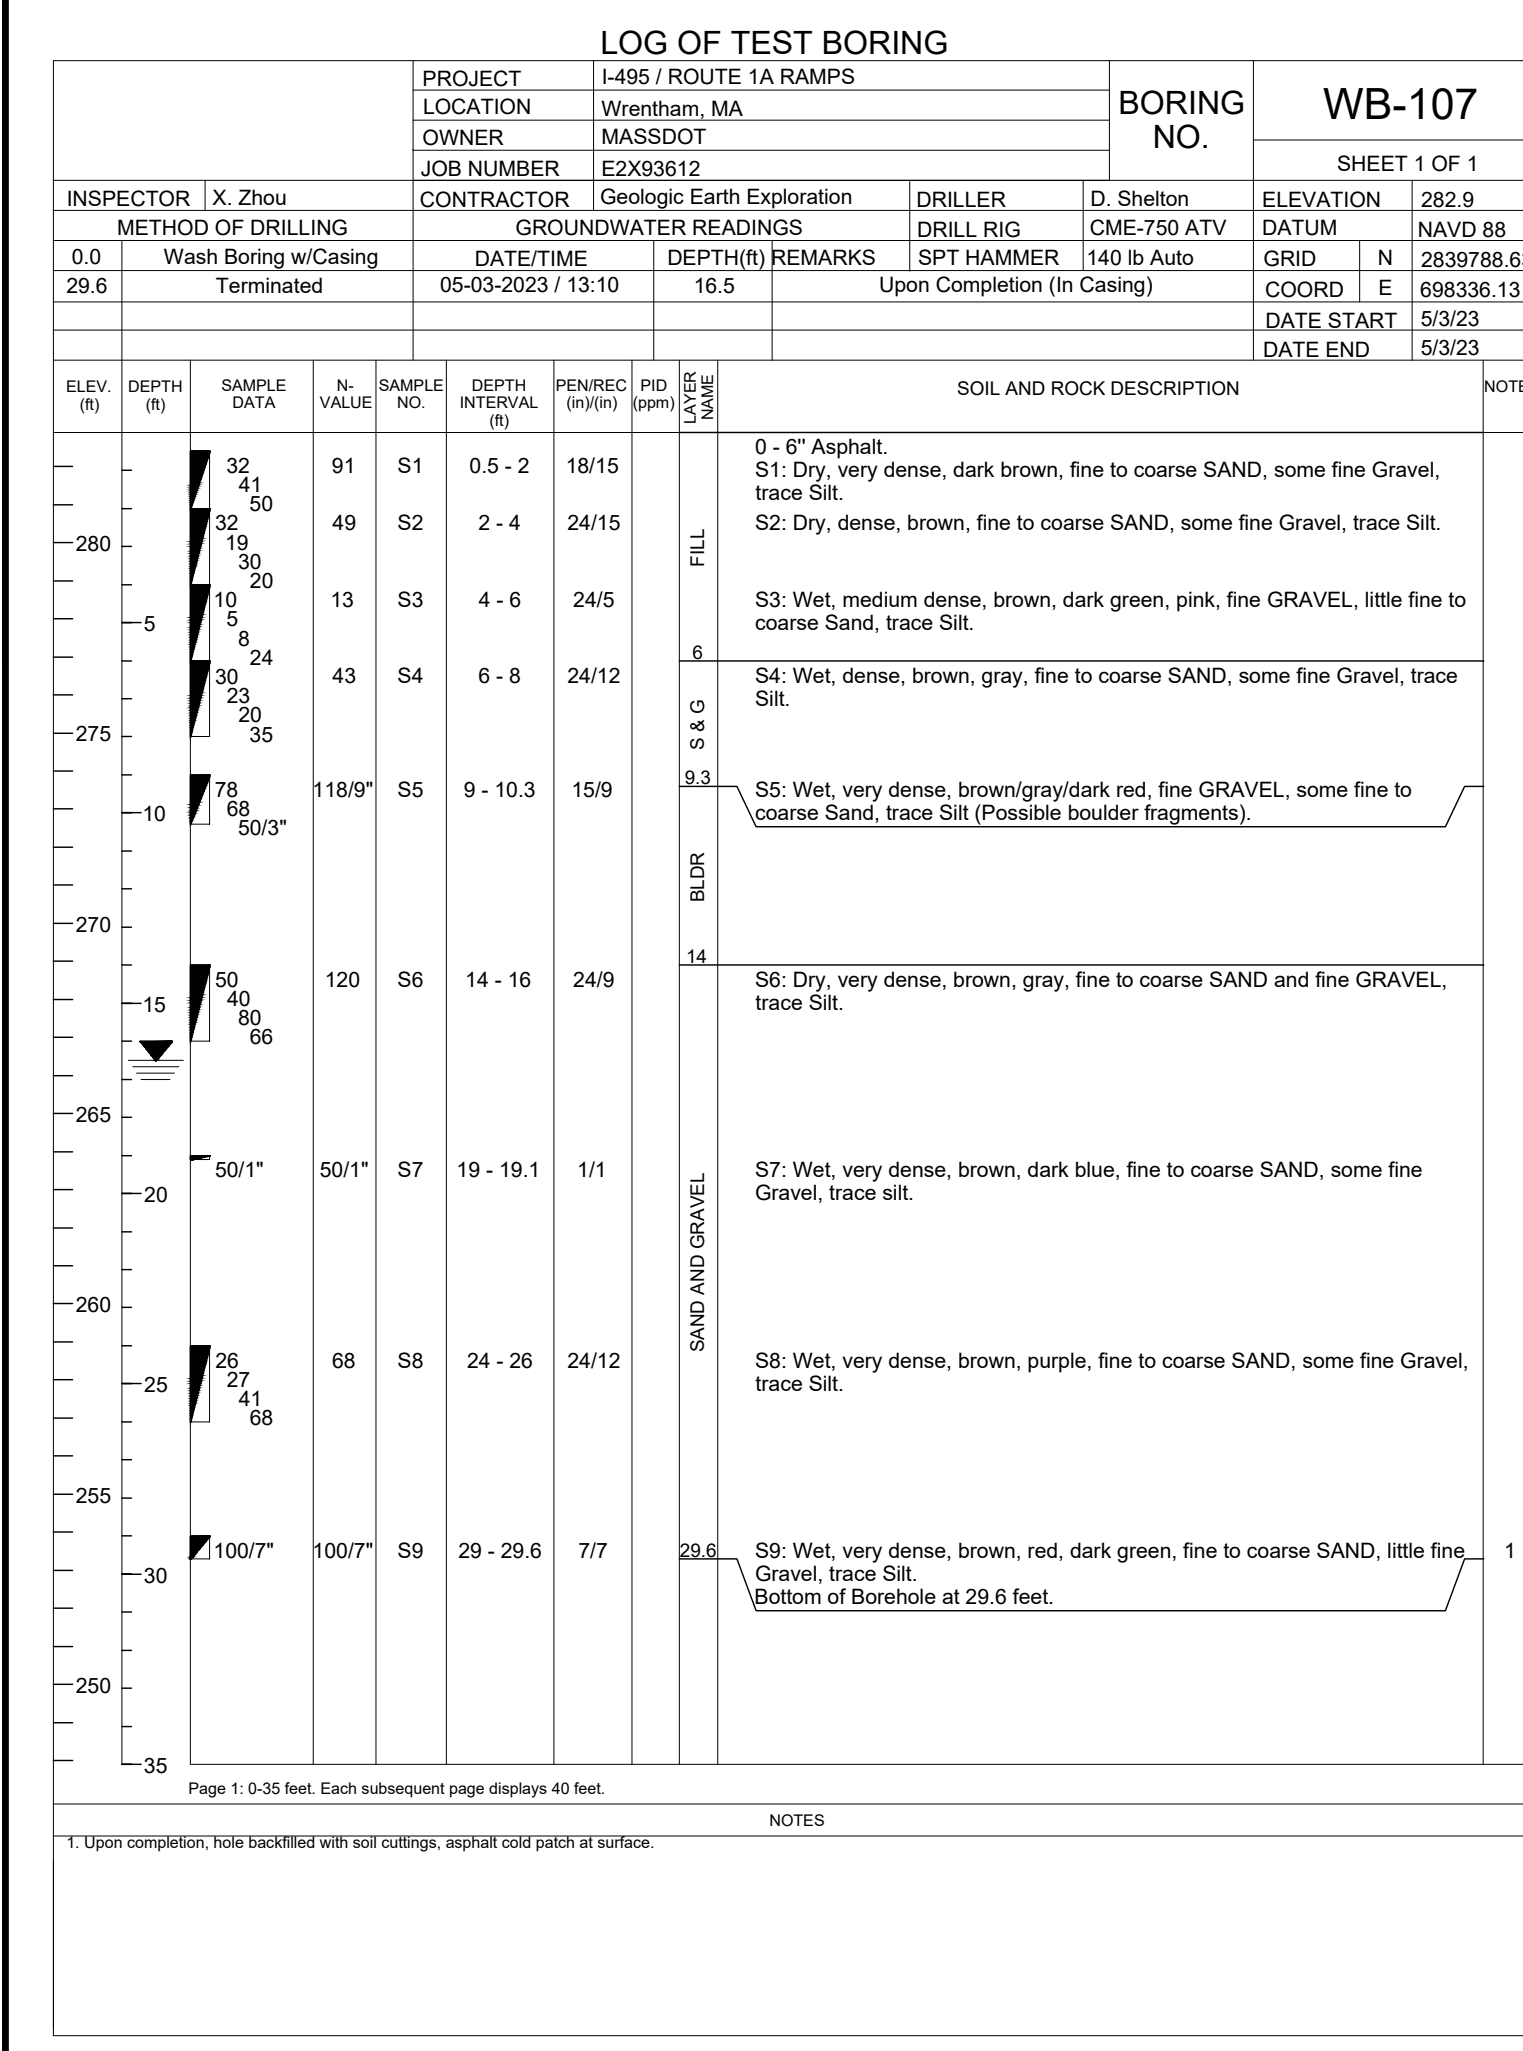 LOG OF TEST BORING
PROJECT I-495 / ROUTE 1A RAMPS
LOCATION Wrentham, MA
OWNER MASSDOT
JOB NUMBER E2X93612
BORING NO. WB-107
SHEET 1 OF 1
INSPECTOR X. Zhou CONTRACTOR Geologic Earth Exploration DRILLER D. Shelton ELEVATION 282.9
METHOD OF DRILLING GROUNDWATER READINGS DRILL RIG CME-750 ATV DATUM NAVD 88
0.0 Wash Boring w/Casing DATE/TIME DEPTH(ft) REMARKS SPT HAMMER 140 lb Auto GRID N 2839788.6
29.6 Terminated 05-03-2023 / 13:10 16.5 Upon Completion (In Casing) COORD E 698336.13
DATE START 5/3/23
DATE END 5/3/23
ELEV. (ft) DEPTH (ft) SAMPLE DATA N-VALUE SAMPLE NO. DEPTH INTERVAL (ft) PEN/REC (in)/(in) PID (ppm) LAYER NAME SOIL AND ROCK DESCRIPTION NOTE
0 - 6" Asphalt.
32 91 S1 0.5 - 2 18/15 S1: Dry, very dense, dark brown, fine to coarse SAND, some fine Gravel,
41 trace Silt.
50
32 49 S2 2 - 4 24/15 S2: Dry, dense, brown, fine to coarse SAND, some fine Gravel, trace Silt.
280 19 FILL
30
20
10 13 S3 4 - 6 24/5 S3: Wet, medium dense, brown, dark green, pink, fine GRAVEL, little fine to
5 5 coarse Sand, trace Silt.
8
24 6
30 43 S4 6 - 8 24/12 S4: Wet, dense, brown, gray, fine to coarse SAND, some fine Gravel, trace
23 Silt.
20 S & G
275 35
9.3
78 118/9" S5 9 - 10.3 15/9 S5: Wet, very dense, brown/gray/dark red, fine GRAVEL, some fine to
10 68 coarse Sand, trace Silt (Possible boulder fragments).
50/3"
BLDR
270
14
50 120 S6 14 - 16 24/9 S6: Dry, very dense, brown, gray, fine to coarse SAND and fine GRAVEL,
15 40 trace Silt.
80
66
265
50/1" 50/1" S7 19 - 19.1 1/1 S7: Wet, very dense, brown, dark blue, fine to coarse SAND, some fine
20 Gravel, trace silt.
SAND AND GRAVEL
260
26 68 S8 24 - 26 24/12 S8: Wet, very dense, brown, purple, fine to coarse SAND, some fine Gravel,
25 27 trace Silt.
41
68
255
100/7" 100/7" S9 29 - 29.6 7/7 29.6 S9: Wet, very dense, brown, red, dark green, fine to coarse SAND, little fine 1
30 Gravel, trace Silt.
Bottom of Borehole at 29.6 feet.
250
35
Page 1: 0-35 feet. Each subsequent page displays 40 feet.
NOTES
1. Upon completion, hole backfilled with soil cuttings, asphalt cold patch at surface.